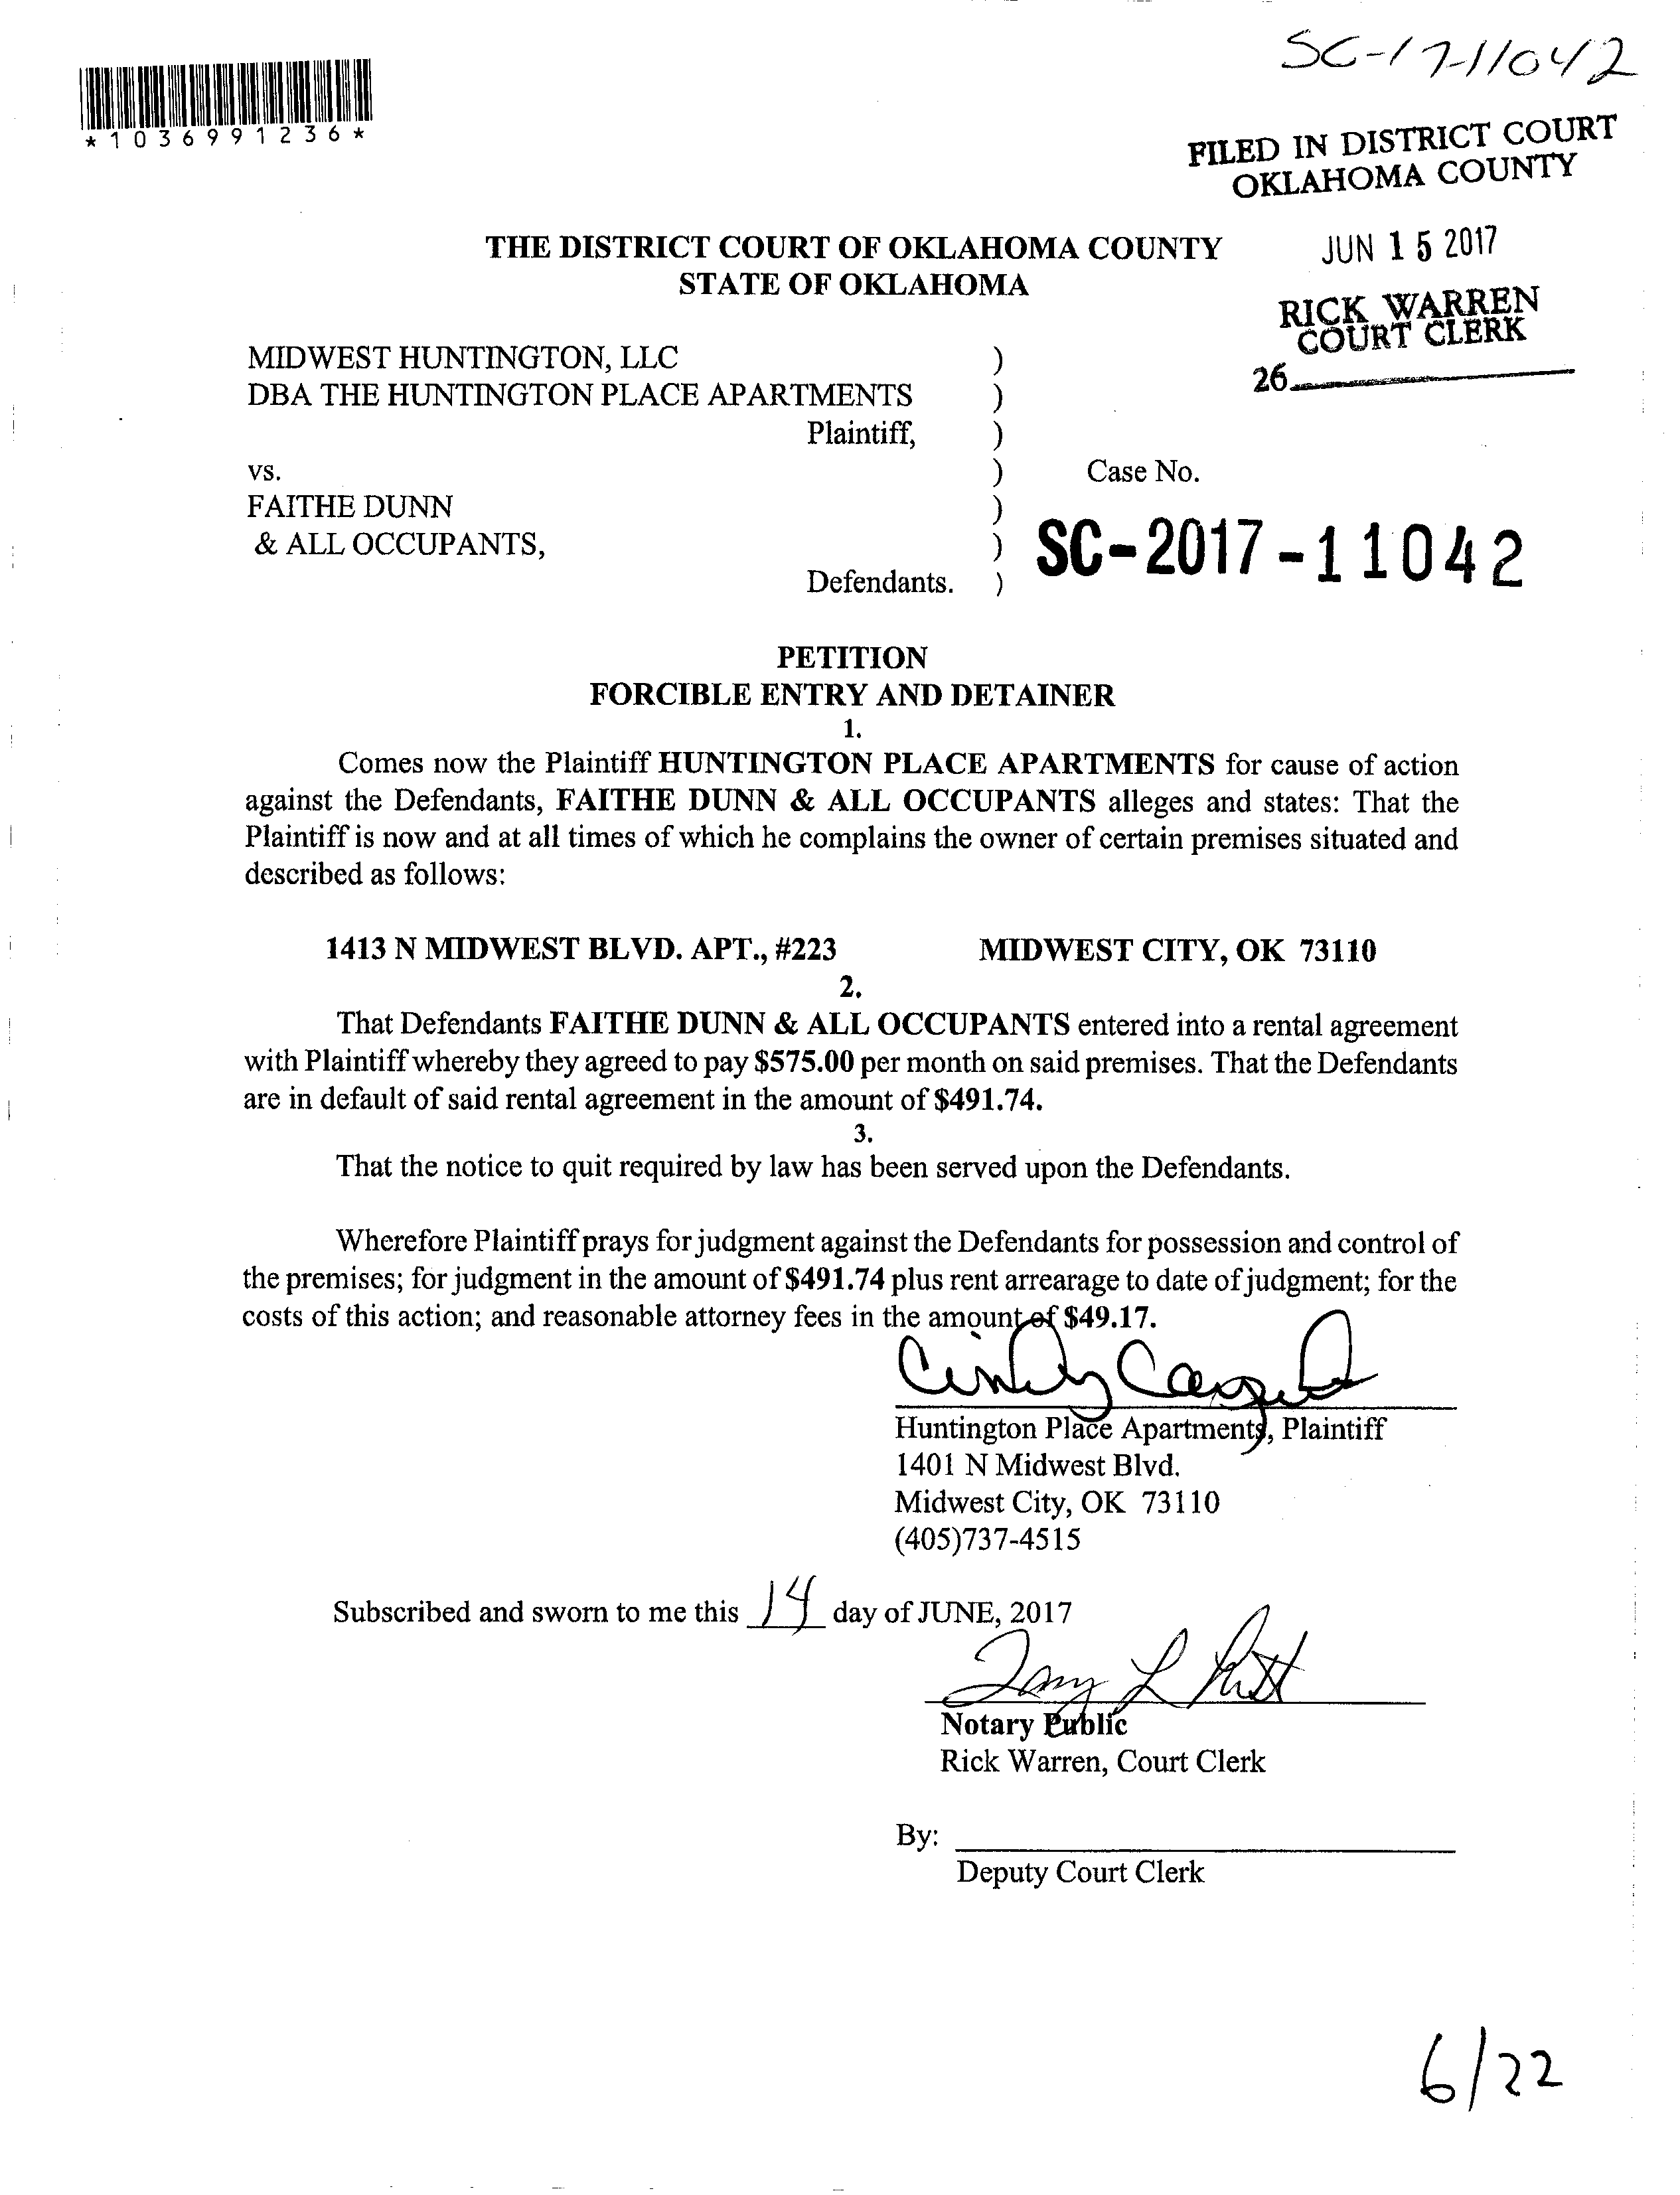 SC-17-11042
*1036991236*
FILED IN DISTRICT COURT
OKLAHOMA COUNTY
JUN 15 2017
RICK WARREN
COURT CLERK
26
THE DISTRICT COURT OF OKLAHOMA COUNTY
STATE OF OKLAHOMA
MIDWEST HUNTINGTON, LLC )
DBA THE HUNTINGTON PLACE APARTMENTS )
Plaintiff, )
vs. ) Case No.
FAITHE DUNN )
& ALL OCCUPANTS, ) SC-2017-11042
Defendants. )
PETITION
FORCIBLE ENTRY AND DETAINER
1.
Comes now the Plaintiff HUNTINGTON PLACE APARTMENTS for cause of action
against the Defendants, FAITHE DUNN & ALL OCCUPANTS alleges and states: That the
Plaintiff is now and at all times of which he complains the owner of certain premises situated and
described as follows:
1413 N MIDWEST BLVD. APT., #223 MIDWEST CITY, OK 73110
2.
That Defendants FAITHE DUNN & ALL OCCUPANTS entered into a rental agreement
with Plaintiff whereby they agreed to pay $575.00 per month on said premises. That the Defendants
are in default of said rental agreement in the amount of $491.74.
3.
That the notice to quit required by law has been served upon the Defendants.
Wherefore Plaintiff prays for judgment against the Defendants for possession and control of
the premises; for judgment in the amount of $491.74 plus rent arrearage to date of judgment; for the
costs of this action; and reasonable attorney fees in the amount of $49.17.
Cindy
Huntington Place Apartments, Plaintiff
1401 N Midwest Blvd.
Midwest City, OK 73110
(405)737-4515
Subscribed and sworn to me this 14 day of JUNE, 2017
Notary Public
Rick Warren, Court Clerk
By:
Deputy Court Clerk
6/22